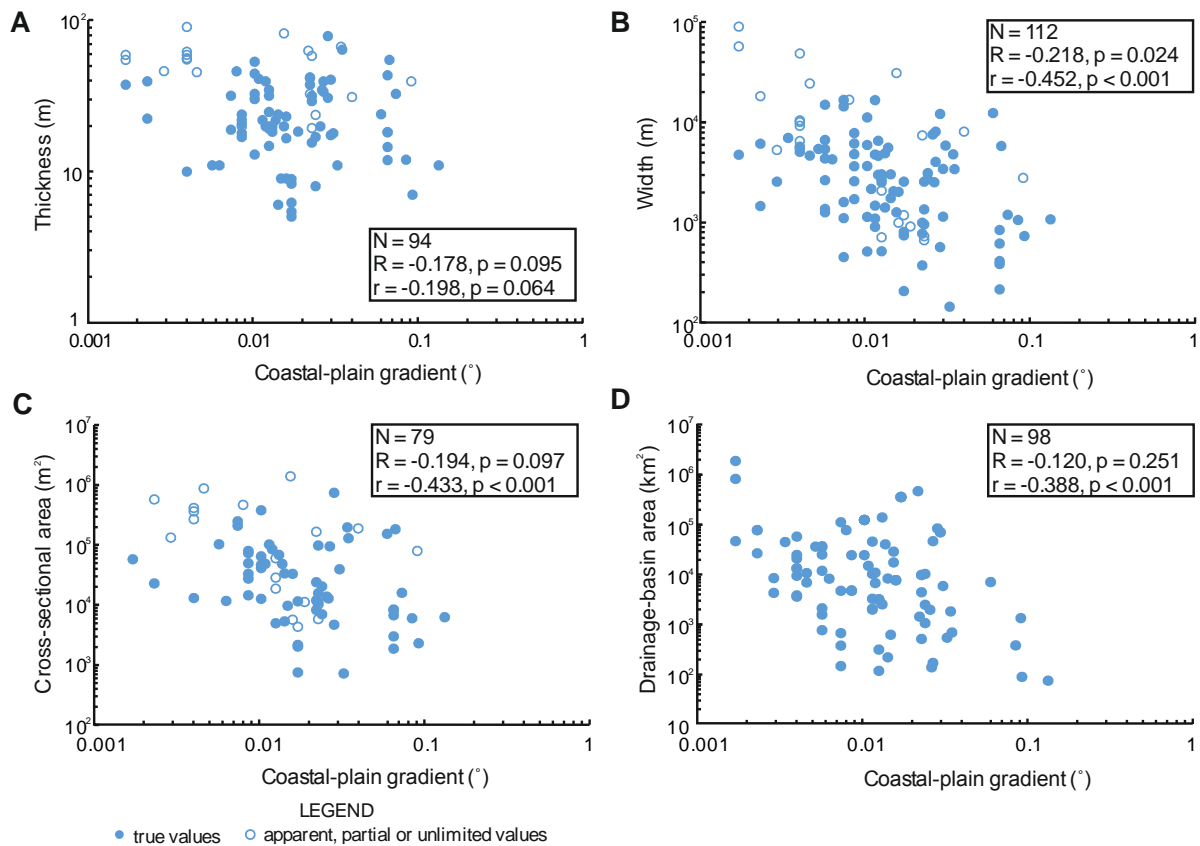 A
10²
10
1
Thickness (m)
N = 94
R = -0.178, p = 0.095
r = -0.198, p = 0.064
0.001
0.01
0.1
1
Coastal-plain gradient (°)
B
10⁶
10⁵
10⁴
10³
10²
Width (m)
N = 112
R = -0.218, p = 0.024
r = -0.452, p < 0.001
0.001
0.01
0.1
1
Coastal-plain gradient (°)
C
10⁷
10⁶
10⁵
10⁴
10³
10²
Cross-sectional area (m²)
N = 79
R = -0.194, p = 0.097
r = -0.433, p < 0.001
0.001
0.01
0.1
1
Coastal-plain gradient (°)
D
10⁷
10⁶
10⁵
10⁴
10³
10²
10
Drainage-basin area (km²)
N = 98
R = -0.120, p = 0.251
r = -0.388, p < 0.001
0.001
0.01
0.1
1
Coastal-plain gradient (°)
LEGEND
true values
apparent, partial or unlimited values